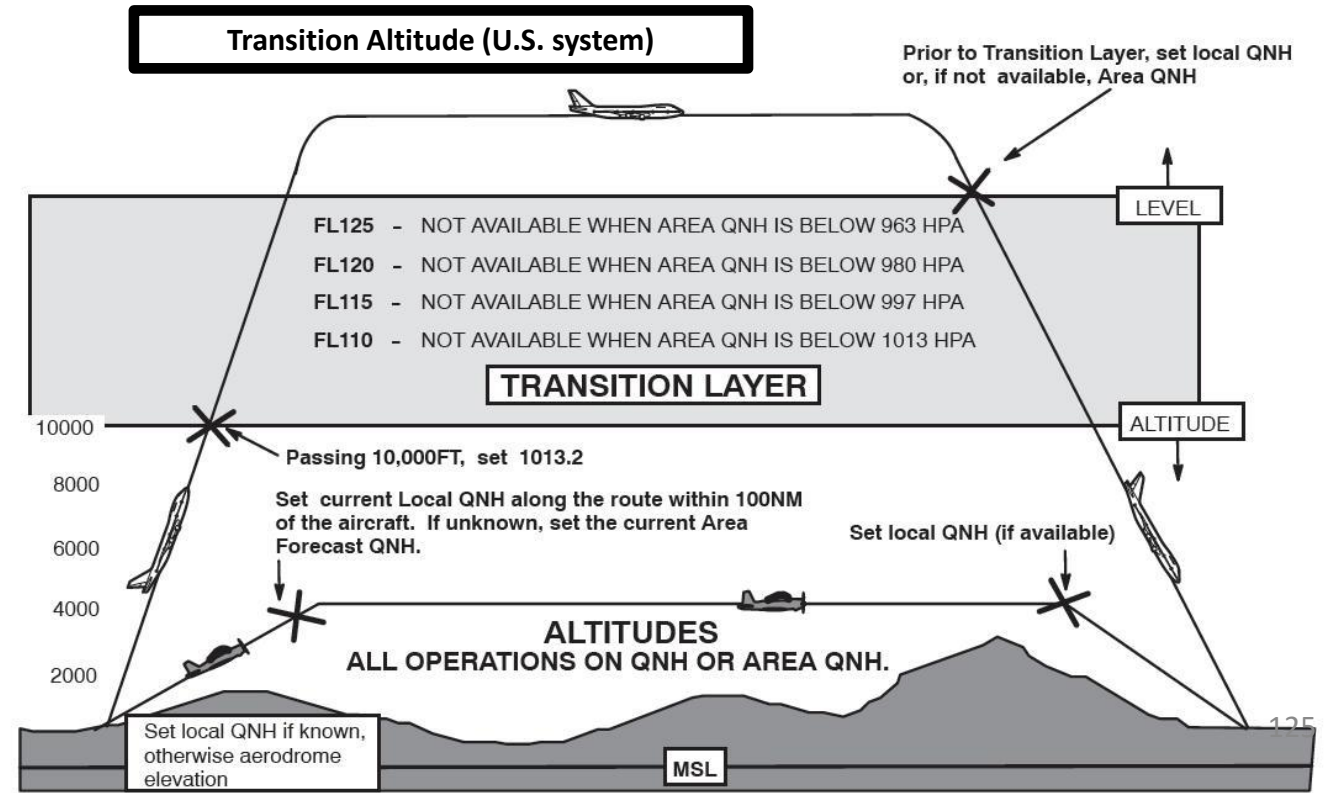 Transition Altitude (U.S. system)
Prior to Transition Layer, set local QNH
or, if not available, Area QNH
LEVEL
FL125 - NOT AVAILABLE WHEN AREA QNH IS BELOW 963 HPA
FL120 - NOT AVAILABLE WHEN AREA QNH IS BELOW 980 HPA
FL115 - NOT AVAILABLE WHEN AREA QNH IS BELOW 997 HPA
FL110 - NOT AVAILABLE WHEN AREA QNH IS BELOW 1013 HPA
TRANSITION LAYER
10000
ALTITUDE
Passing 10,000FT, set 1013.2
8000
Set current Local QNH along the route within 100NM
of the aircraft. If unknown, set the current Area
Forecast QNH.
Set local QNH (if available)
6000
4000
ALTITUDES
ALL OPERATIONS ON QNH OR AREA QNH.
2000
Set local QNH if known,
otherwise aerodrome
elevation
MSL
125